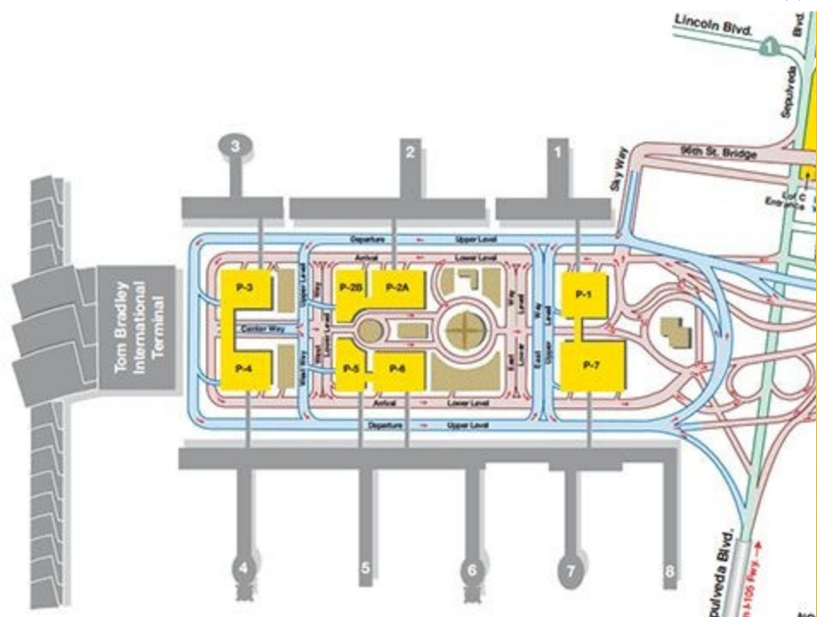 Lincoln Blvd.
1
Blvd.
Sepulveda
3
2
1
Sky Way
96th St. Bridge
Lot C
Entrance
Departure
Upper Level
Arrival
Lower Level
P-3
P-2B
P-2A
P-1
Upper Level
Way
Lower Level
Way
Level
Way
Level
Tom Bradley
International
Terminal
Center Way
P-4
P-5
P-6
P-7
West Way
West
East
Lower
East
Upper
Arrival
Lower Level
Departure
Upper Level
4
5
6
7
8
pulveda Blvd.
I-105 Fwy.